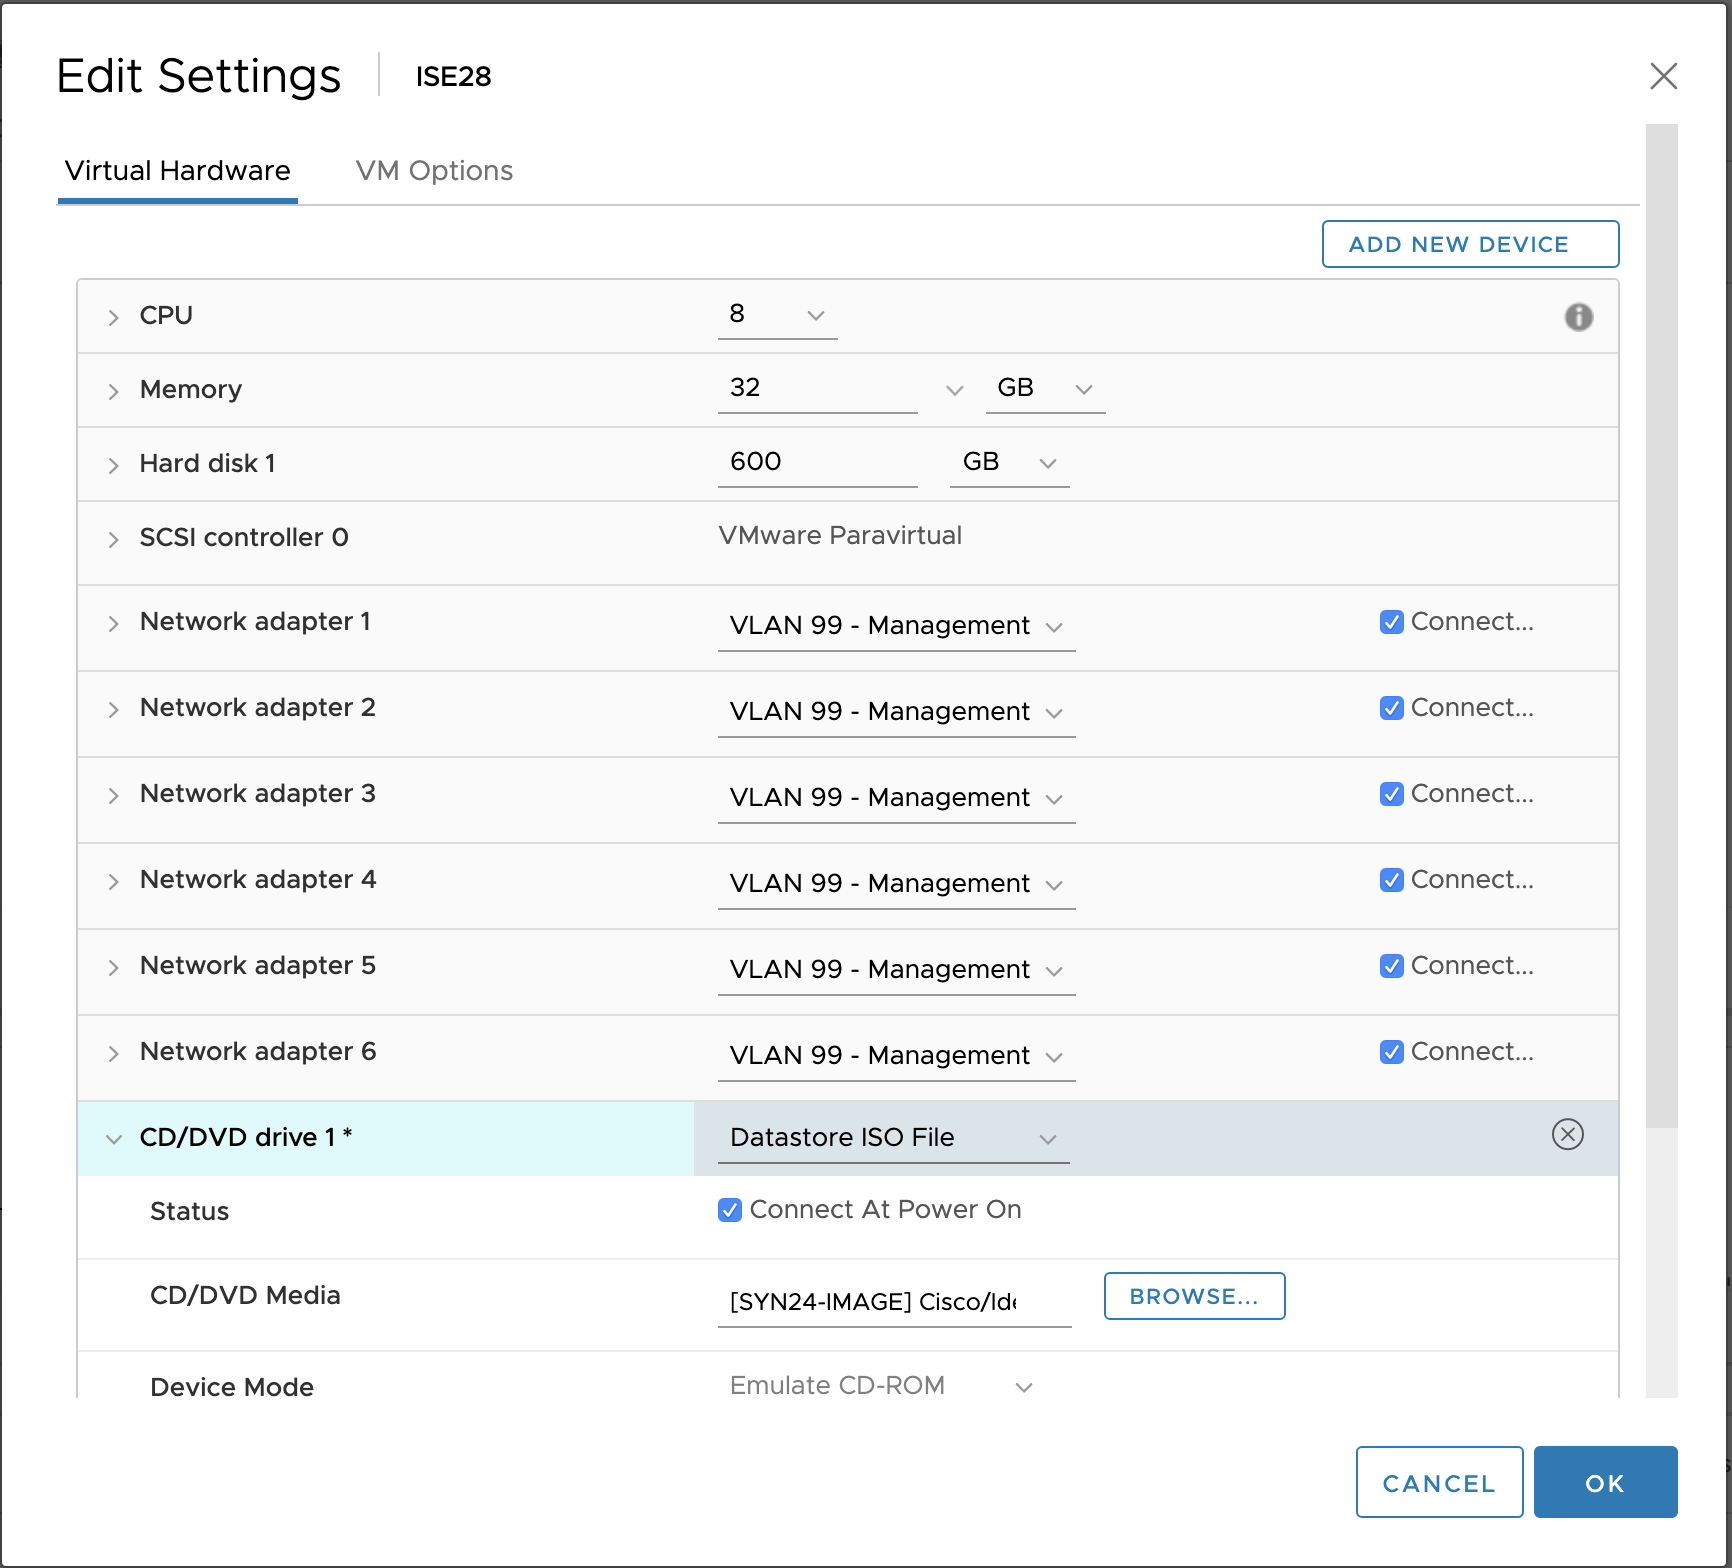 Edit Settings ISE28
Virtual Hardware VM Options
ADD NEW DEVICE
CPU 8
Memory 32 GB
Hard disk 1 600 GB
SCSI controller 0 VMware Paravirtual
Network adapter 1 VLAN 99 - Management Connect...
Network adapter 2 VLAN 99 - Management Connect...
Network adapter 3 VLAN 99 - Management Connect...
Network adapter 4 VLAN 99 - Management Connect...
Network adapter 5 VLAN 99 - Management Connect...
Network adapter 6 VLAN 99 - Management Connect...
CD/DVD drive 1 * Datastore ISO File
Status Connect At Power On
CD/DVD Media [SYN24-IMAGE] Cisco/Ide BROWSE...
Device Mode Emulate CD-ROM
CANCEL OK